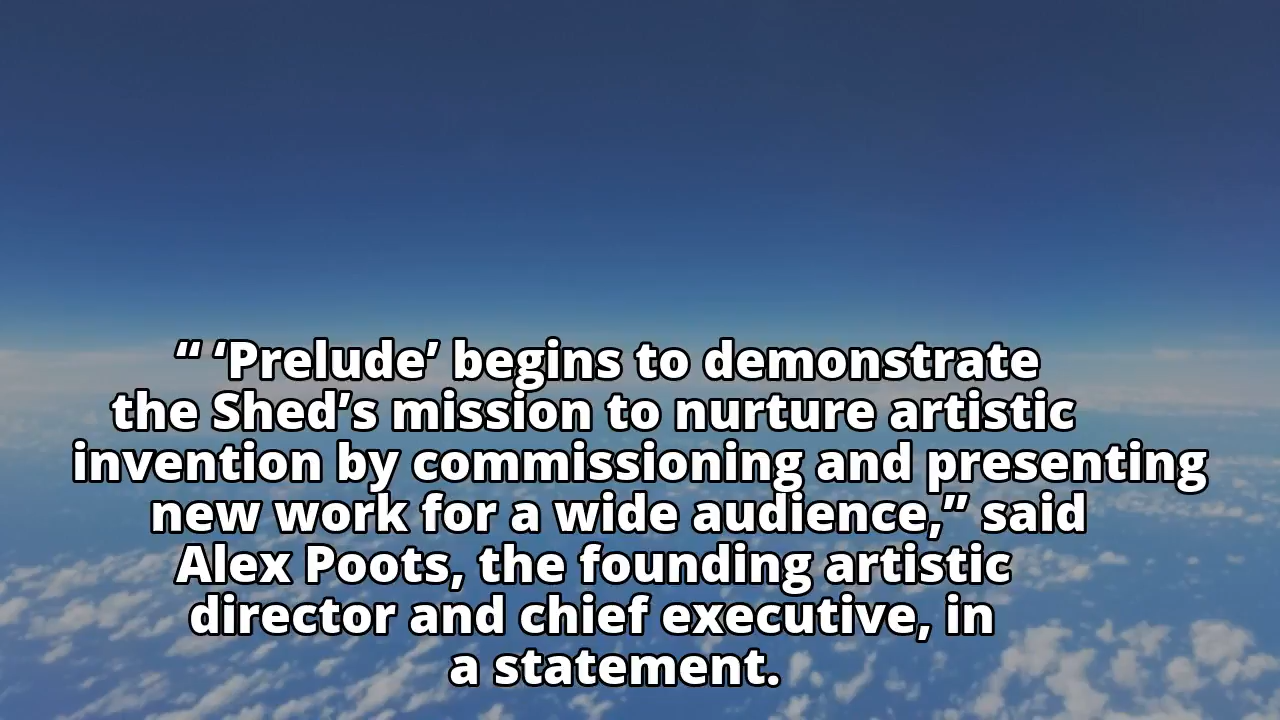 “ ‘Prelude’ begins to demonstrate
the Shed’s mission to nurture artistic
invention by commissioning and presenting
new work for a wide audience,” said
Alex Poots, the founding artistic
director and chief executive, in
a statement.